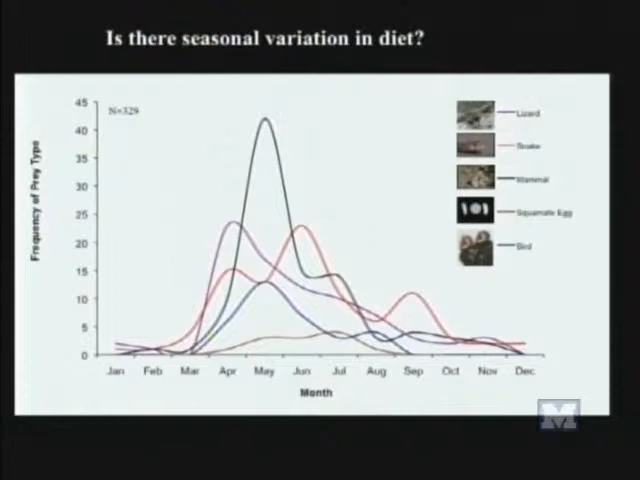 Is there seasonal variation in diet?
N=329
45
40
35
30
25
20
15
10
5
0
Frequency of Prey Type
Jan Feb Mar Apr May Jun Jul Aug Sep Oct Nov Dec
Month
Lizard
Snake
Mammal
Squamate Egg
Bird
M